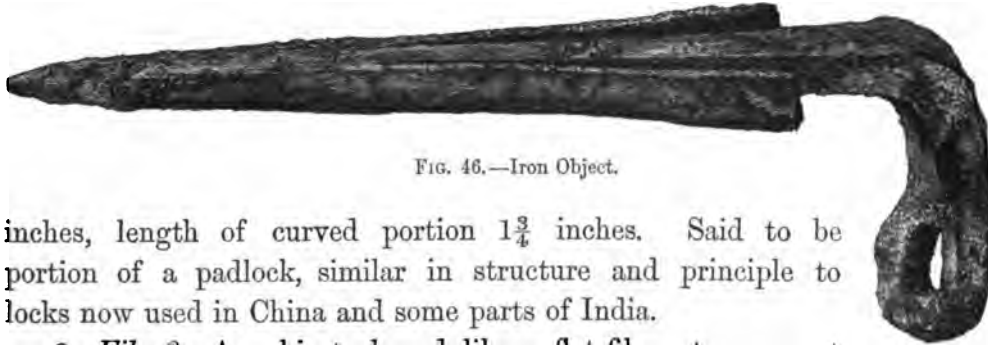 FIG. 46.—Iron Object.
inches, length of curved portion 1¾ inches. Said to be
portion of a padlock, similar in structure and principle to
locks now used in China and some parts of India.